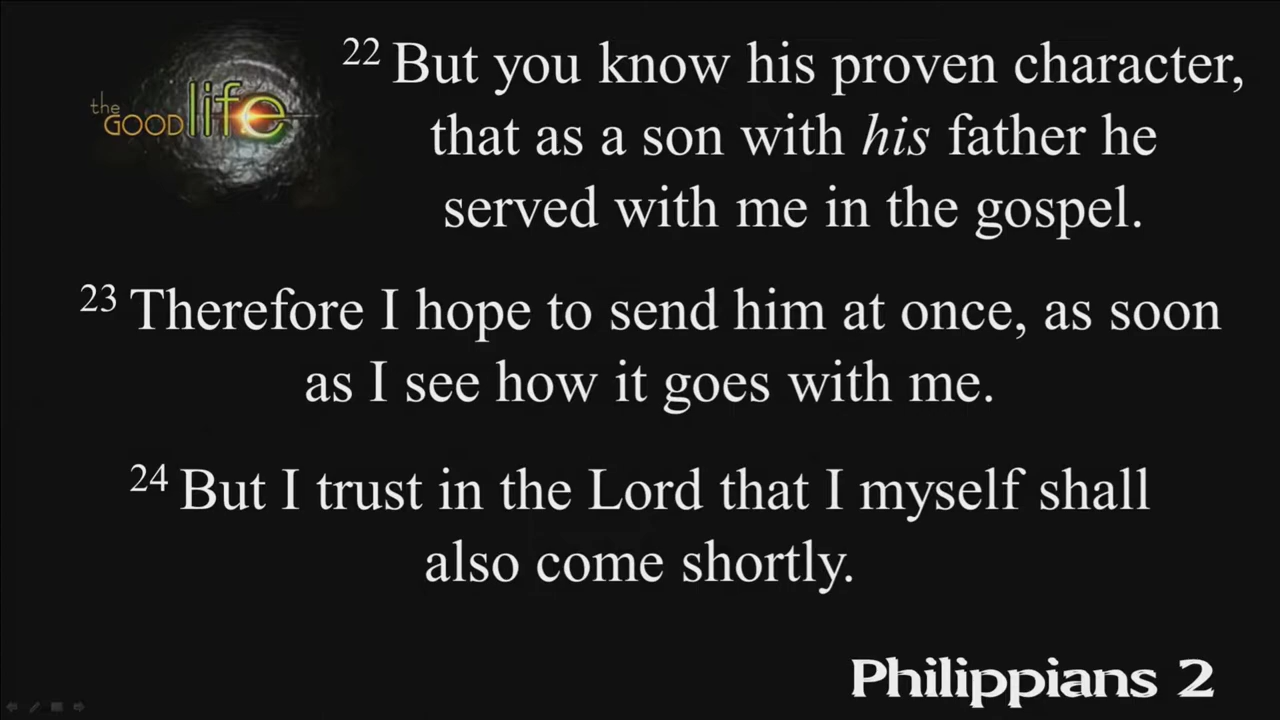 the
GOOD life
22 But you know his proven character,
that as a son with his father he
served with me in the gospel.
23 Therefore I hope to send him at once, as soon
as I see how it goes with me.
24 But I trust in the Lord that I myself shall
also come shortly.
Philippians 2